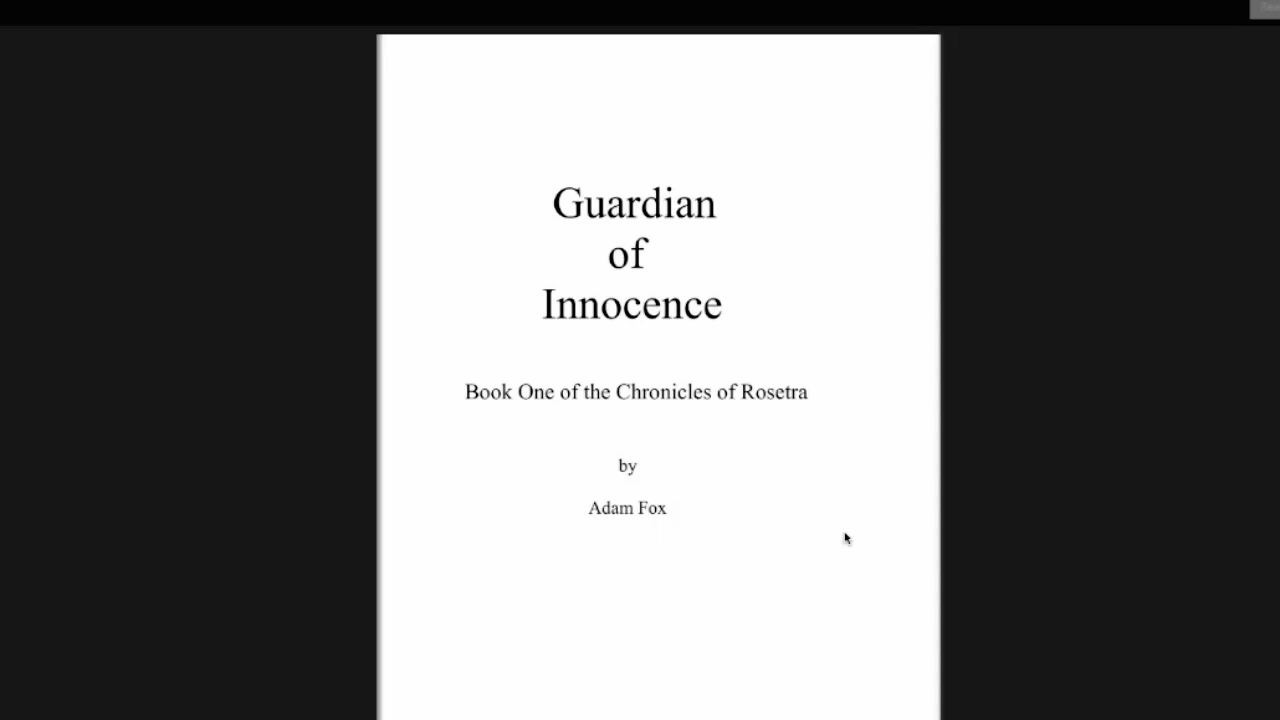 Guardian
of
Innocence
Book One of the Chronicles of Rosetra
by
Adam Fox